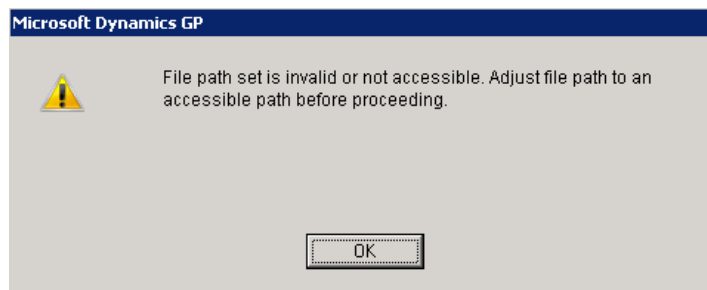 Microsoft Dynamics GP
File path set is invalid or not accessible. Adjust file path to an
accessible path before proceeding.
OK